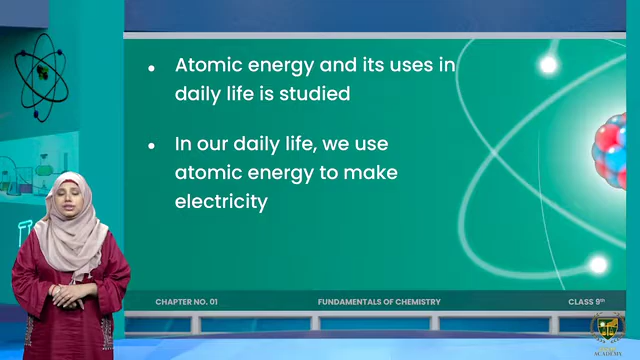 Atomic energy and its uses in
daily life is studied
In our daily life, we use
atomic energy to make
electricity
CHAPTER NO. 01
FUNDAMENTALS OF CHEMISTRY
CLASS 9th
ACADEMY